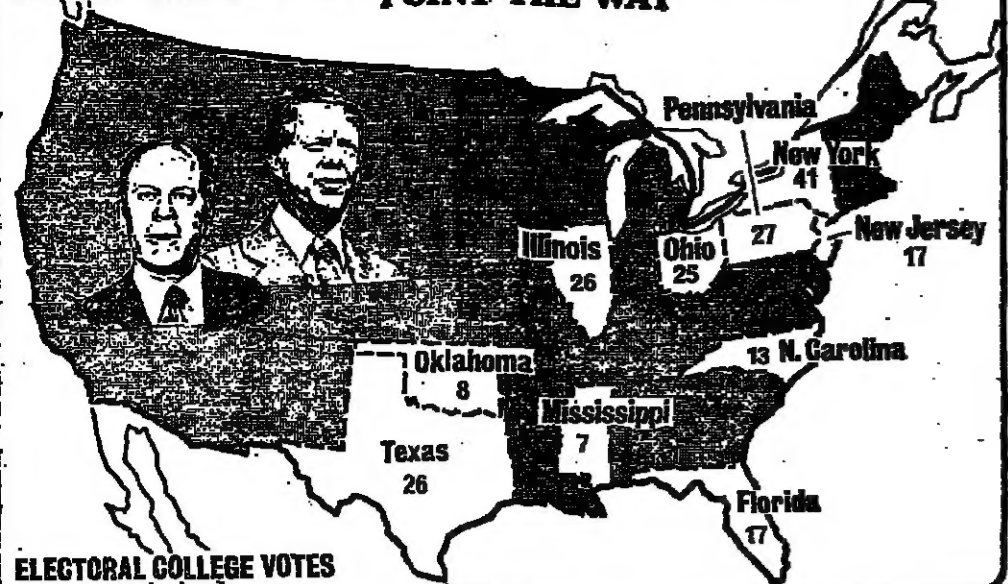 POINT THE WAY
Pennsylvania
New York
41
27
New Jersey
17
Illinois
26
Ohio
25
13 N. Carolina
Oklahoma
8
Mississippi
7
Texas
26
Florida
17
ELECTORAL COLLEGE VOTES